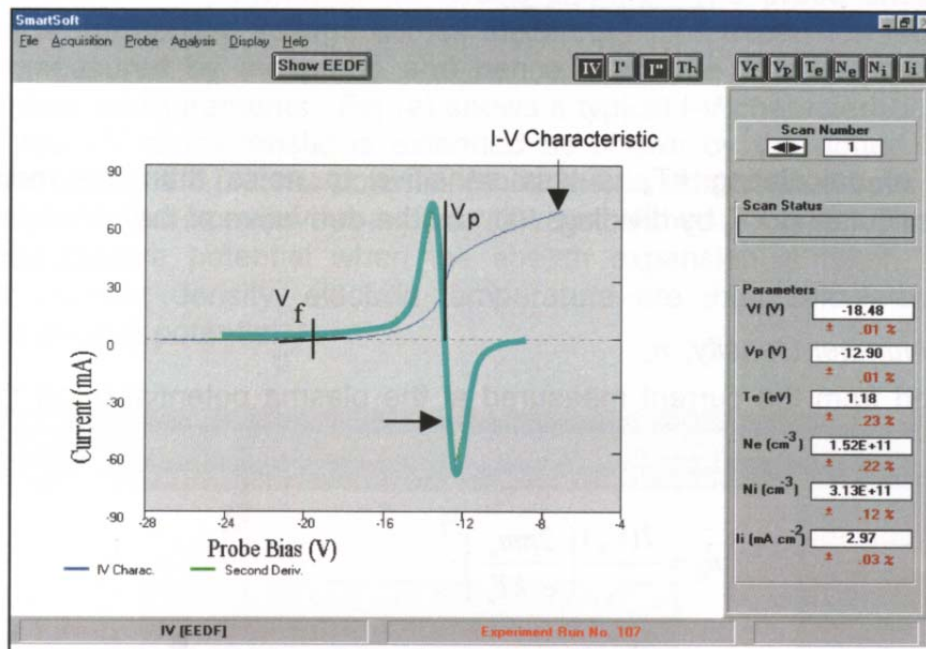 SmartSoft
File Acquisition Probe Analysis Display Help
Show EEDF IV I' I'' Th Vf Vp Te Ne Ni Ii
I-V Characteristic
Scan Number
1
Scan Status
90
60
30
0
-30
-60
-90
Current (mA)
Vp
Vf
-28 -24 -20 -16 -12 -8 -4
Probe Bias (V)
IV Charac. Second Deriv.
Parameters
Vf (V) -18.48
± .01 %
Vp (V) -12.90
± .01 %
Te (eV) 1.18
± .23 %
Ne (cm-3) 1.52E+11
± .22 %
Ni (cm-3) 3.13E+11
± .12 %
Ii (mA cm-2) 2.97
± .03 %
IV [EEDF] Experiment Run No. 107